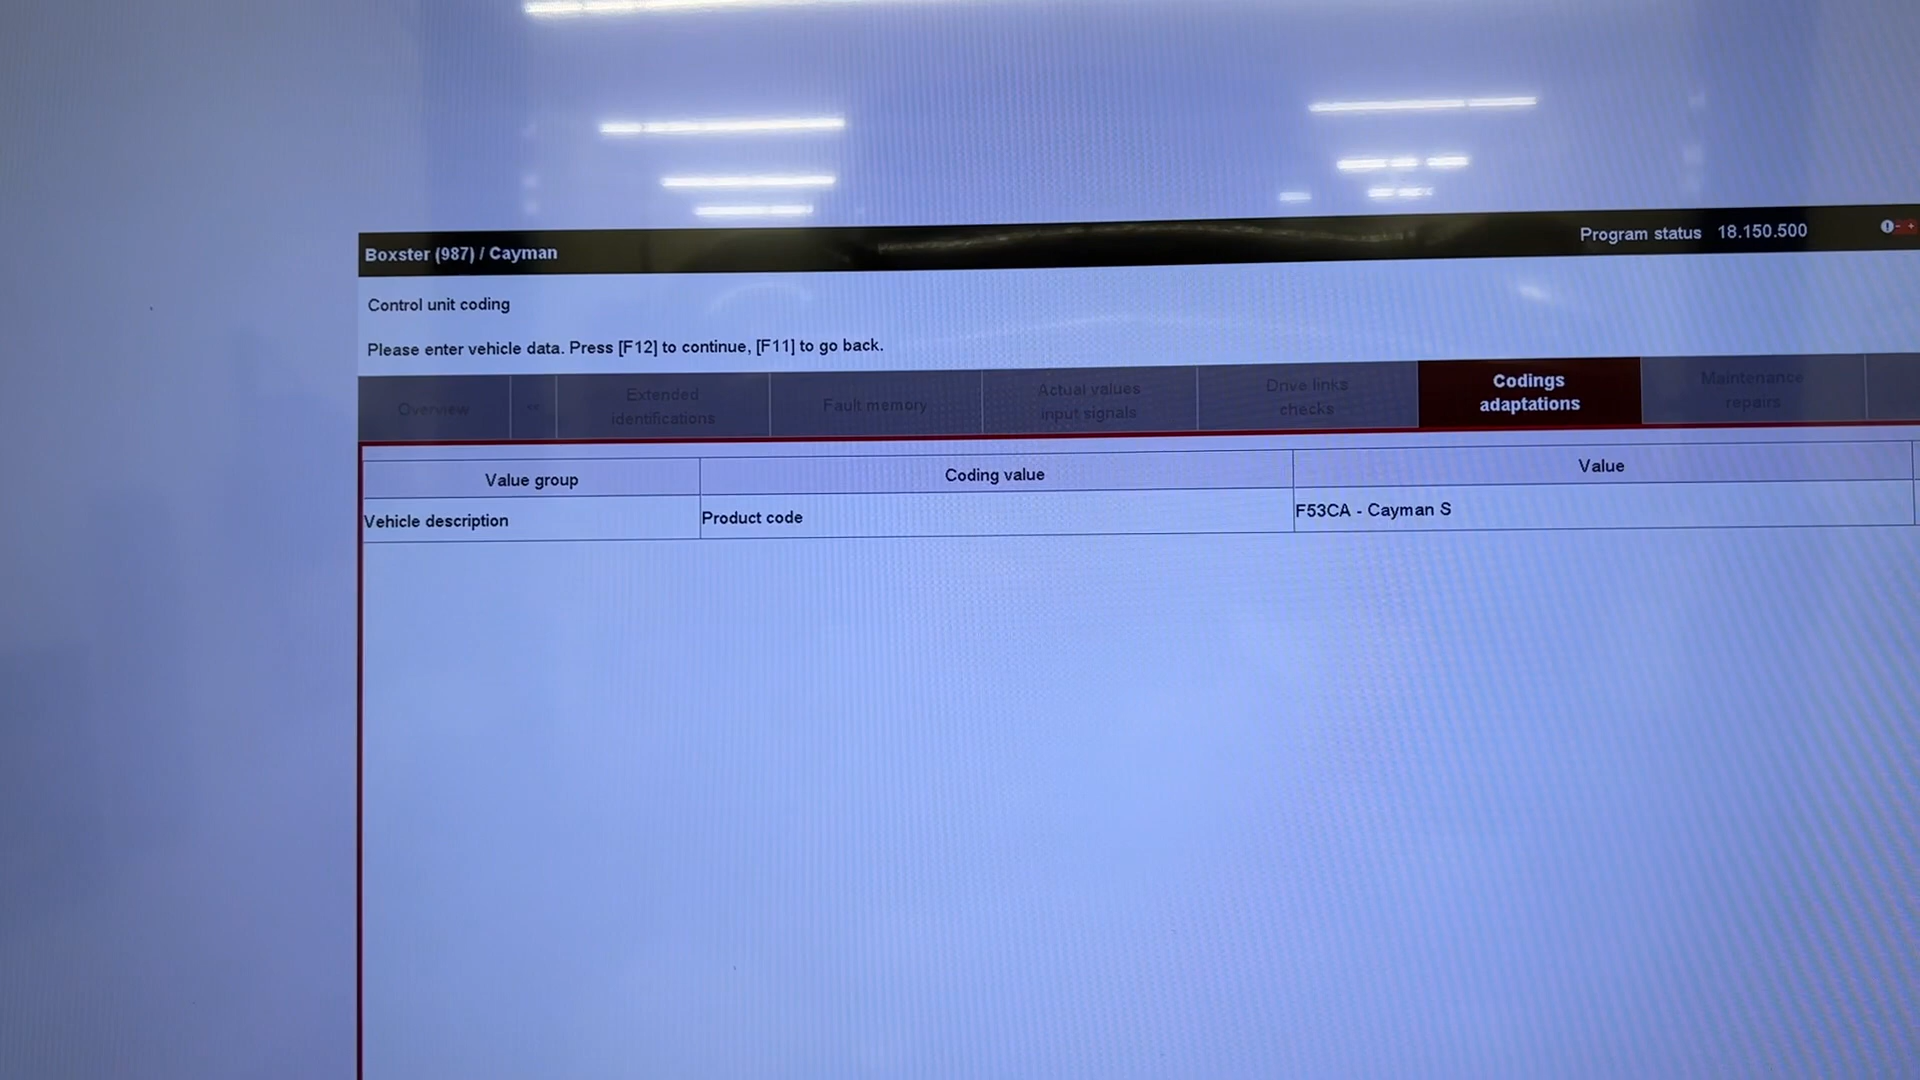 Boxster (987) / Cayman
Program status 18.150.500
Control unit coding
Please enter vehicle data. Press [F12] to continue, [F11] to go back.
Overview
<<
Extended
identifications
Fault memory
Actual values
input signals
Drive links
checks
Codings
adaptations
Maintenance
repairs
Value group
Coding value
Value
Vehicle description
Product code
F53CA - Cayman S